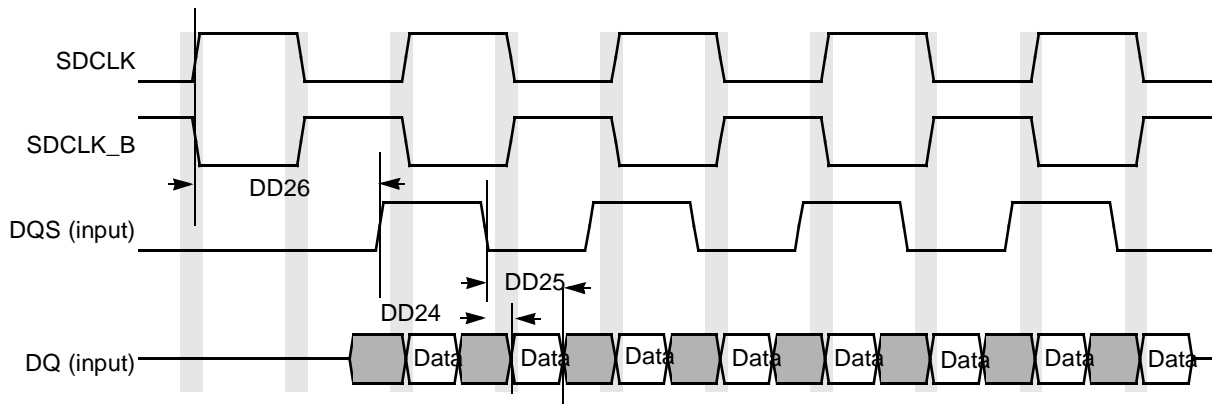 SDCLK
SDCLK_B
DD26
DQS (input)
DD25
DD24
DQ (input)
Data Data Data Data Data Data Data Data